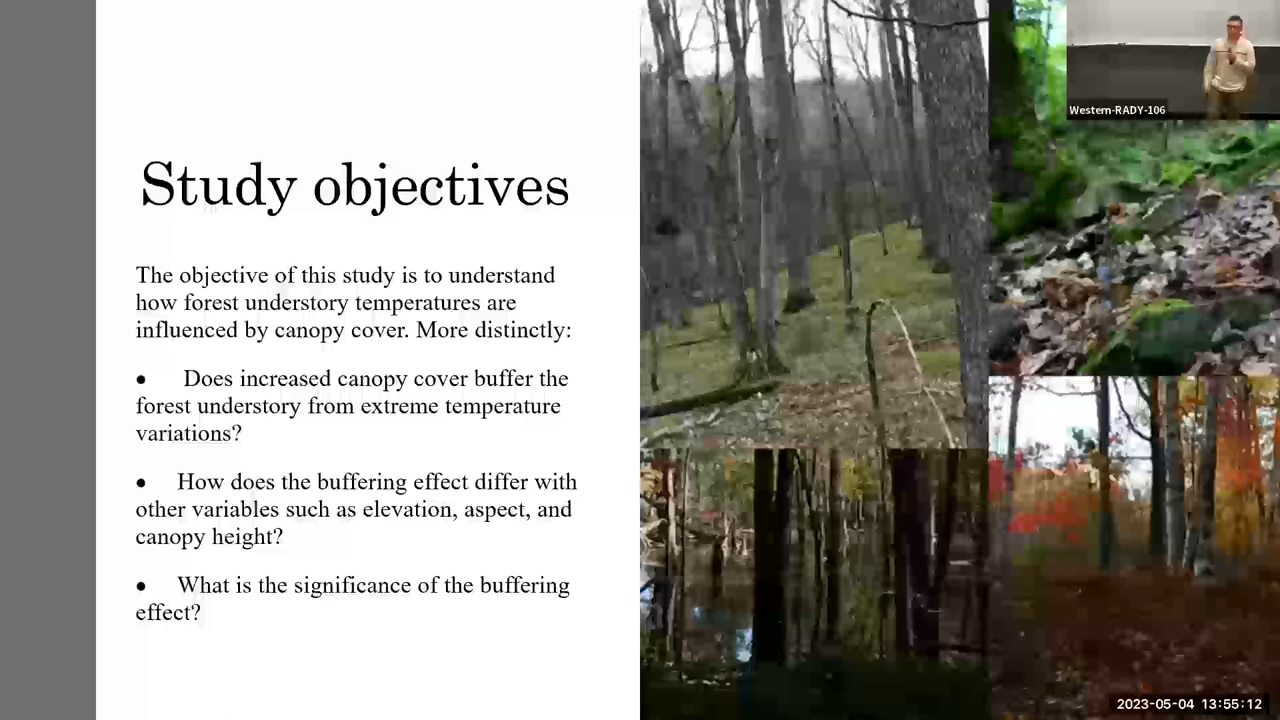 Study objectives
The objective of this study is to understand
how forest understory temperatures are
influenced by canopy cover. More distinctly:
• Does increased canopy cover buffer the
forest understory from extreme temperature
variations?
• How does the buffering effect differ with
other variables such as elevation, aspect, and
canopy height?
• What is the significance of the buffering
effect?
Western-RADY-106
2023-05-04 13:55:12